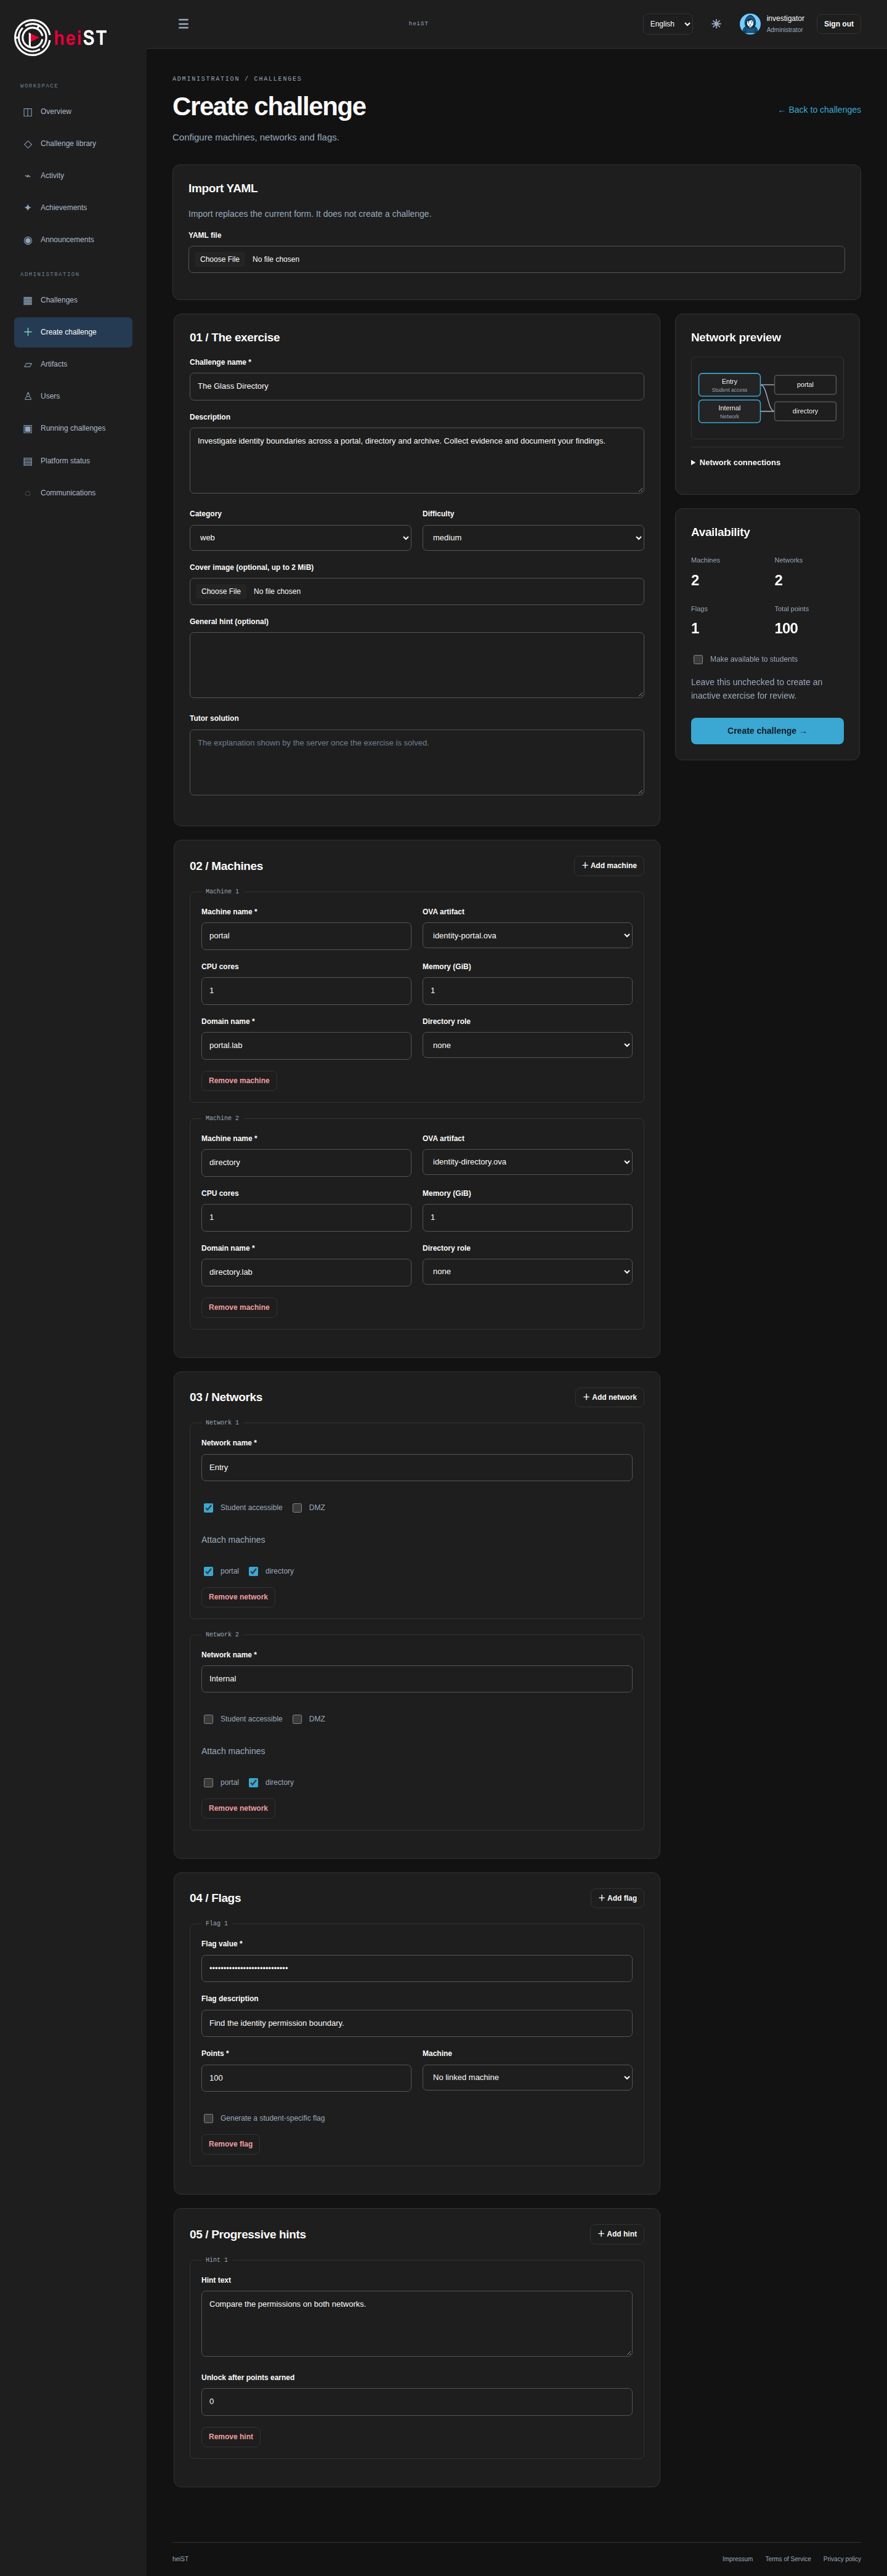 heiST
WORKSPACE
Overview
Challenge library
Activity
Achievements
Announcements
ADMINISTRATION
Challenges
Create challenge
Artifacts
Users
Running challenges
Platform status
Communications
heiST
English
investigator
Administrator
Sign out
ADMINISTRATION / CHALLENGES
Create challenge
← Back to challenges
Configure machines, networks and flags.
Import YAML
Import replaces the current form. It does not create a challenge.
YAML file
Choose File No file chosen
01 / The exercise
Challenge name *
The Glass Directory
Description
Investigate identity boundaries across a portal, directory and archive. Collect evidence and document your findings.
Category Difficulty
web medium
Cover image (optional, up to 2 MiB)
Choose File No file chosen
General hint (optional)
Tutor solution
The explanation shown by the server once the exercise is solved.
Network preview
Entry
Student access
portal
Internal
Network
directory
Network connections
Availability
Machines Networks
2 2
Flags Total points
1 100
Make available to students
Leave this unchecked to create an
inactive exercise for review.
Create challenge →
02 / Machines
+ Add machine
Machine 1
Machine name * OVA artifact
portal identity-portal.ova
CPU cores Memory (GiB)
1 1
Domain name * Directory role
portal.lab none
Remove machine
Machine 2
Machine name * OVA artifact
directory identity-directory.ova
CPU cores Memory (GiB)
1 1
Domain name * Directory role
directory.lab none
Remove machine
03 / Networks
+ Add network
Network 1
Network name *
Entry
Student accessible DMZ
Attach machines
portal directory
Remove network
Network 2
Network name *
Internal
Student accessible DMZ
Attach machines
portal directory
Remove network
04 / Flags
+ Add flag
Flag 1
Flag value *
Flag description
Find the identity permission boundary.
Points * Machine
100 No linked machine
Generate a student-specific flag
Remove flag
05 / Progressive hints
+ Add hint
Hint 1
Hint text
Compare the permissions on both networks.
Unlock after points earned
0
Remove hint
heiST
Impressum Terms of Service Privacy policy